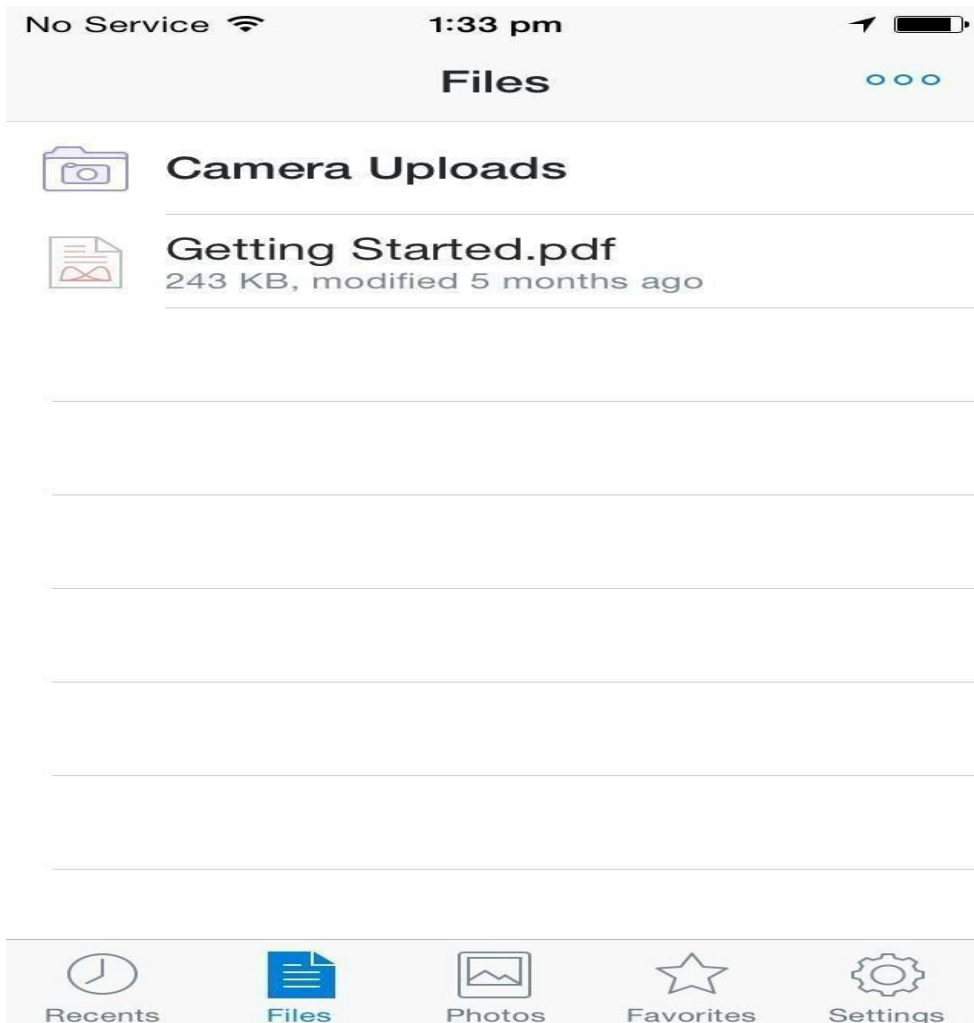 No Service 1:33 pm
Files
Camera Uploads
Getting Started.pdf
243 KB, modified 5 months ago
Recents Files Photos Favorites Settings